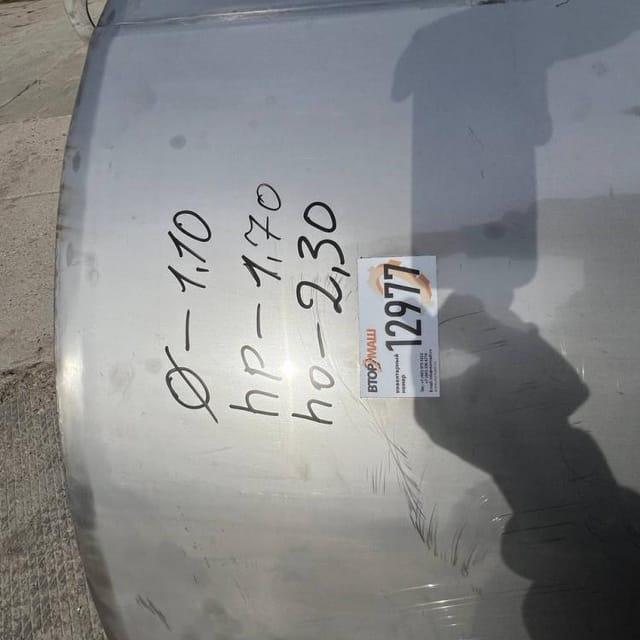 Ø – 1,10
hp – 1,70
ho – 2,30
ВТОРМАШ
инвентарный
номер
12977